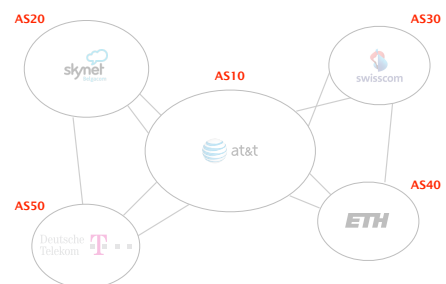 AS20
AS30
skynet
AS10
swisscom
at&t
AS40
AS50
ETH
Deutsche
Telekom
T